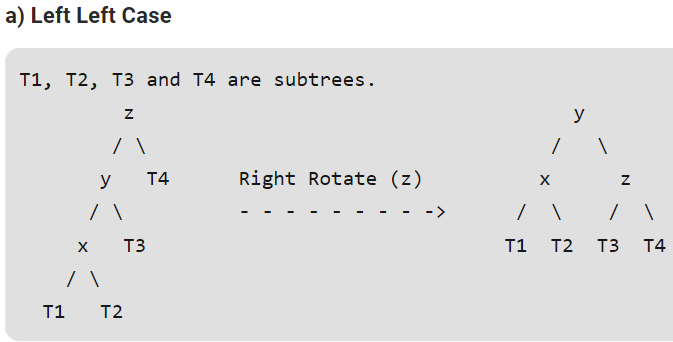 a) Left Left Case
T1, T2, T3 and T4 are subtrees.
z y
/ \ / \
y T4 Right Rotate (z) x z
/ \ - - - - - - - - -> / \ / \
x T3 T1 T2 T3 T4
/ \
T1 T2